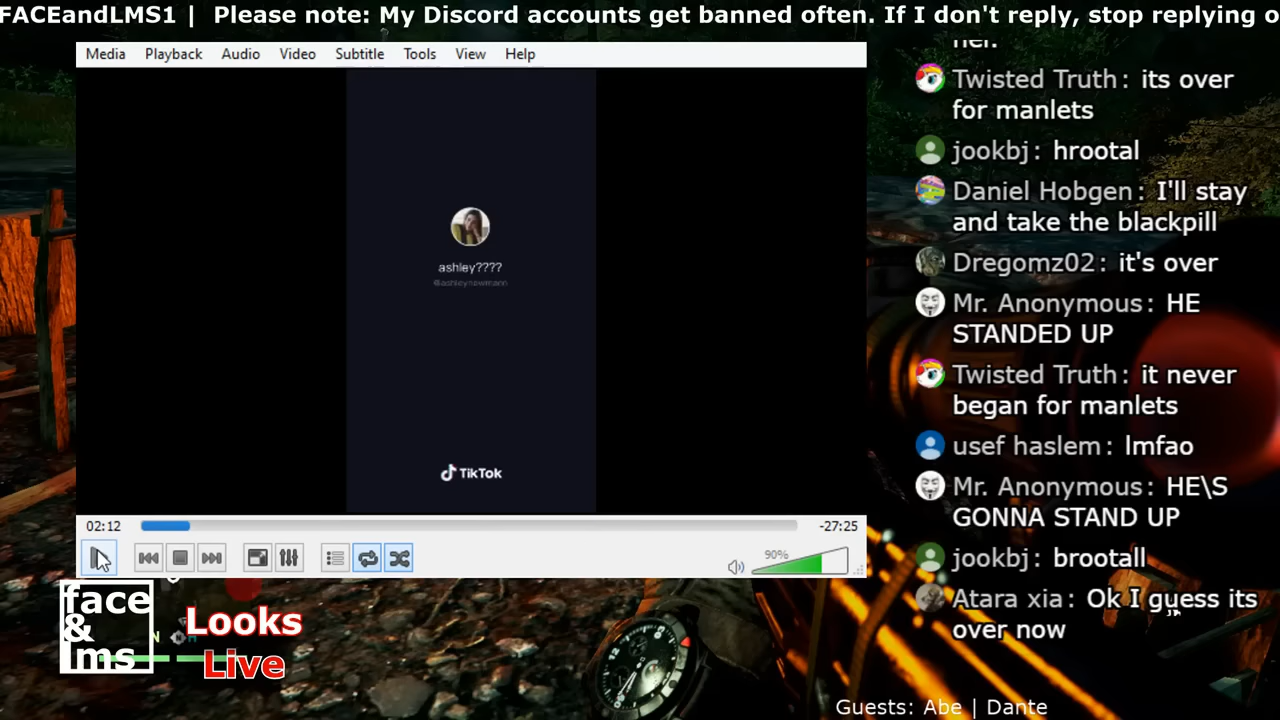 FACEandLMS1 | Please note: My Discord accounts get banned often. If I don't reply, stop replying o
Media Playback Audio Video Subtitle Tools View Help
ashley????
@ashleynewmann
TikTok
02:12
-27:25
90%
face
&
lms
Looks
Live
her.
Twisted Truth: its over
for manlets
jookbj: hrootal
Daniel Hobgen: I'll stay
and take the blackpill
Dregomz02: it's over
Mr. Anonymous: HE
STANDED UP
Twisted Truth: it never
began for manlets
usef haslem: lmfao
Mr. Anonymous: HE\S
GONNA STAND UP
jookbj: brootall
Atara xia: Ok I guess its
over now
Guests: Abe | Dante